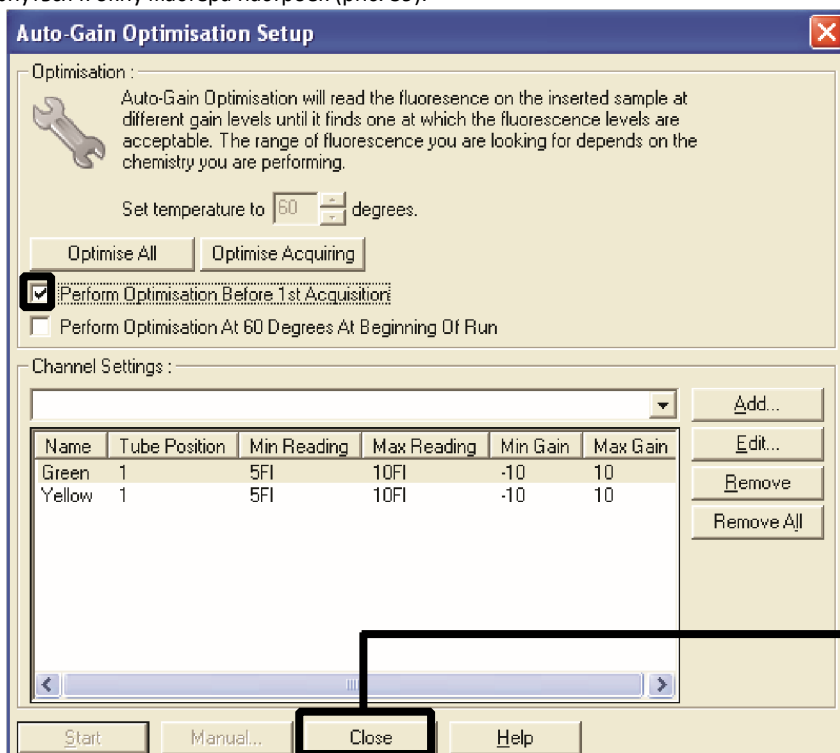 Auto-Gain Optimisation Setup
Optimisation :
Auto-Gain Optimisation will read the fluoresence on the inserted sample at
different gain levels until it finds one at which the fluorescence levels are
acceptable. The range of fluorescence you are looking for depends on the
chemistry you are performing.
Set temperature to 60 degrees.
Optimise All Optimise Acquiring
Perform Optimisation Before 1st Acquisition
Perform Optimisation At 60 Degrees At Beginning Of Run
Channel Settings :
Add...
Name Tube Position Min Reading Max Reading Min Gain Max Gain Edit...
Green 1 5Fl 10Fl -10 10
Yellow 1 5Fl 10Fl -10 10
Remove
Remove All
Start Manual... Close Help